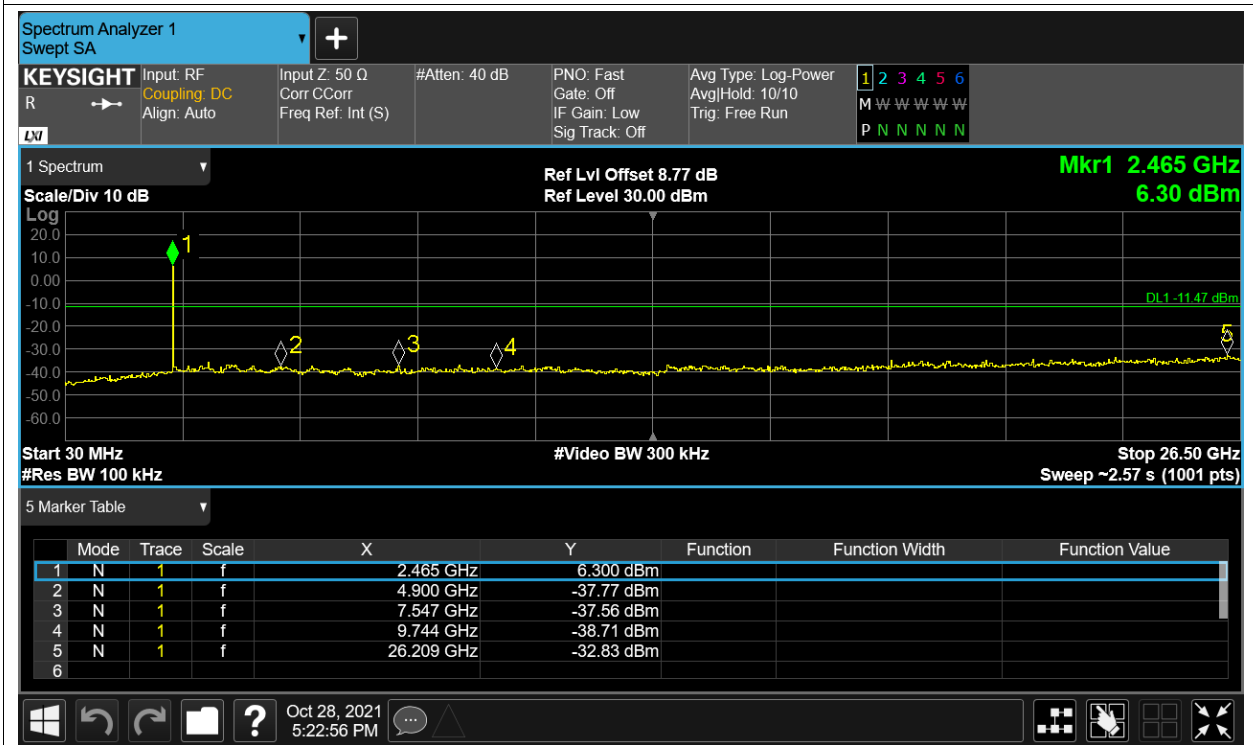 Spectrum Analyzer 1
Swept SA
+
KEYSIGHT Input: RF Input Z: 50 Ω #Atten: 40 dB PNO: Fast Avg Type: Log-Power 1 2 3 4 5 6
R Coupling: DC Corr CCorr Gate: Off Avg|Hold: 10/10 M W W W W W W
Align: Auto Freq Ref: Int (S) IF Gain: Low Trig: Free Run
LXI Sig Track: Off P N N N N N N
1 Spectrum Ref Lvl Offset 8.77 dB Mkr1 2.465 GHz
Scale/Div 10 dB Ref Level 30.00 dBm 6.30 dBm
Log
20.0
1
10.0
0.00
-10.0 DL1 -11.47 dBm
-20.0
-30.0 2 3 4 5
-40.0
-50.0
-60.0
Start 30 MHz #Video BW 300 kHz Stop 26.50 GHz
#Res BW 100 kHz Sweep ~2.57 s (1001 pts)
5 Marker Table
Mode Trace Scale X Y Function Function Width Function Value
1 N 1 f 2.465 GHz 6.300 dBm
2 N 1 f 4.900 GHz -37.77 dBm
3 N 1 f 7.547 GHz -37.56 dBm
4 N 1 f 9.744 GHz -38.71 dBm
5 N 1 f 26.209 GHz -32.83 dBm
6
? Oct 28, 2021
5:22:56 PM